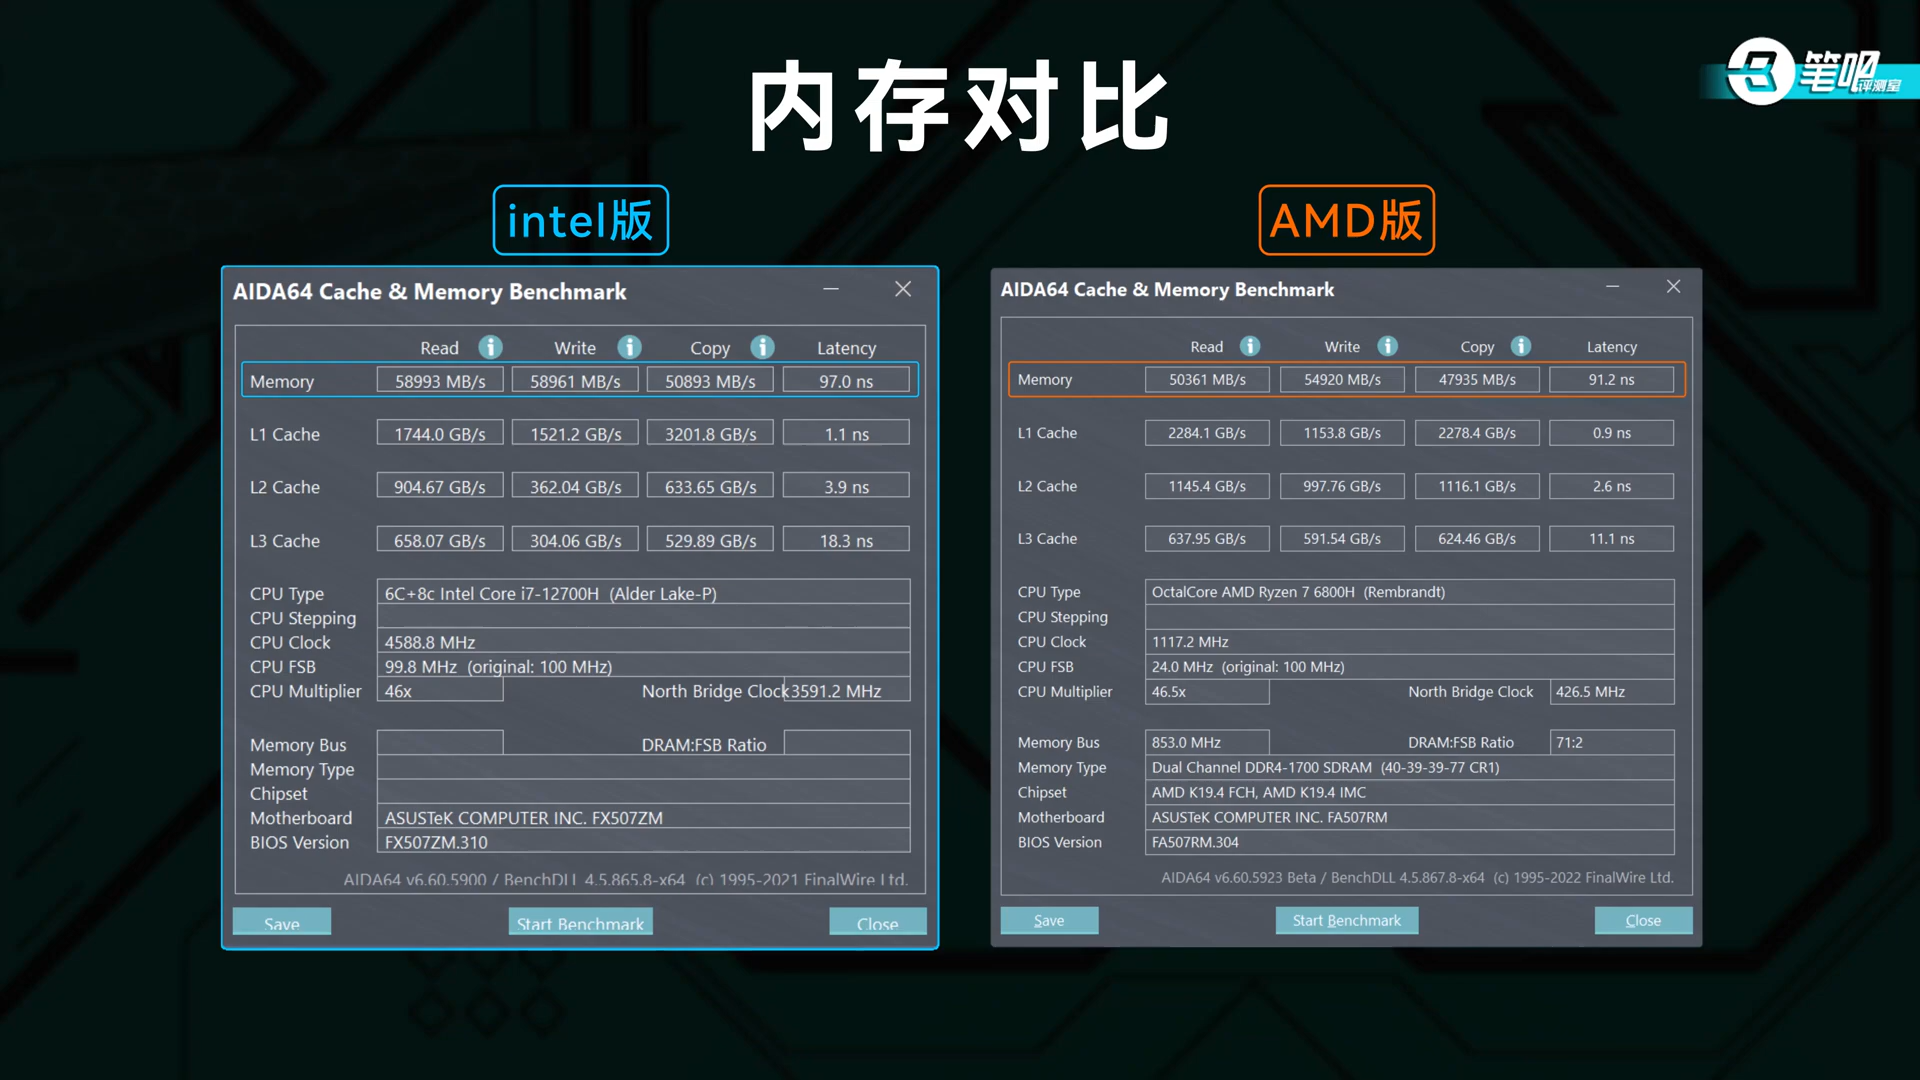 内存对比
笔吧评测室
intel版
AIDA64 Cache & Memory Benchmark
Read Write Copy Latency
Memory 58993 MB/s 58961 MB/s 50893 MB/s 97.0 ns
L1 Cache 1744.0 GB/s 1521.2 GB/s 3201.8 GB/s 1.1 ns
L2 Cache 904.67 GB/s 362.04 GB/s 633.65 GB/s 3.9 ns
L3 Cache 658.07 GB/s 304.06 GB/s 529.89 GB/s 18.3 ns
CPU Type 6C+8c Intel Core i7-12700H (Alder Lake-P)
CPU Stepping
CPU Clock 4588.8 MHz
CPU FSB 99.8 MHz (original: 100 MHz)
CPU Multiplier 46x North Bridge Clock 3591.2 MHz
Memory Bus DRAM:FSB Ratio
Memory Type
Chipset
Motherboard ASUSTeK COMPUTER INC. FX507ZM
BIOS Version FX507ZM.310
AIDA64 v6.60.5900 / BenchDLL 4.5.865.8-x64 (c) 1995-2021 FinalWire Ltd.
Save Start Benchmark Close
AMD版
AIDA64 Cache & Memory Benchmark
Read Write Copy Latency
Memory 50361 MB/s 54920 MB/s 47935 MB/s 91.2 ns
L1 Cache 2284.1 GB/s 1153.8 GB/s 2278.4 GB/s 0.9 ns
L2 Cache 1145.4 GB/s 997.76 GB/s 1116.1 GB/s 2.6 ns
L3 Cache 637.95 GB/s 591.54 GB/s 624.46 GB/s 11.1 ns
CPU Type OctalCore AMD Ryzen 7 6800H (Rembrandt)
CPU Stepping
CPU Clock 1117.2 MHz
CPU FSB 24.0 MHz (original: 100 MHz)
CPU Multiplier 46.5x North Bridge Clock 426.5 MHz
Memory Bus 853.0 MHz DRAM:FSB Ratio 71:2
Memory Type Dual Channel DDR4-1700 SDRAM (40-39-39-77 CR1)
Chipset AMD K19.4 FCH, AMD K19.4 IMC
Motherboard ASUSTeK COMPUTER INC. FA507RM
BIOS Version FA507RM.304
AIDA64 v6.60.5923 Beta / BenchDLL 4.5.867.8-x64 (c) 1995-2022 FinalWire Ltd.
Save Start Benchmark Close